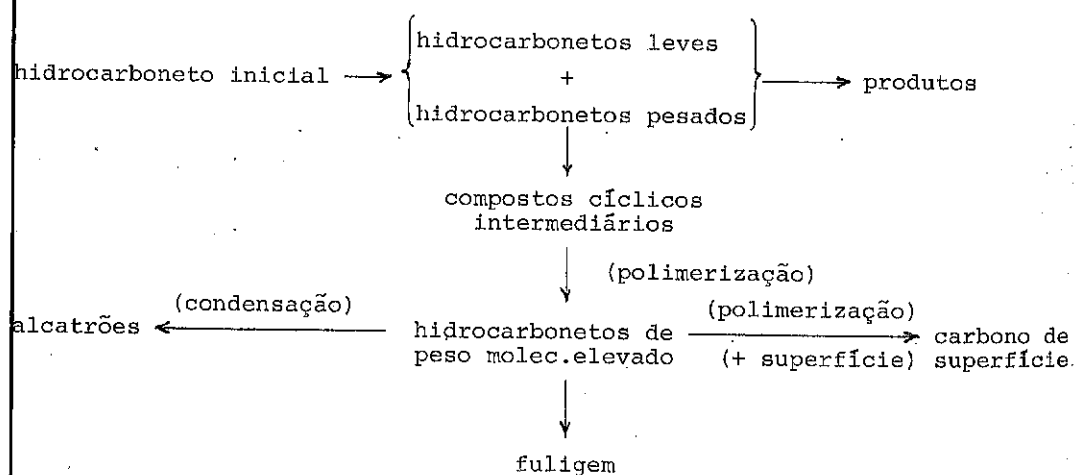 hidrocarbonetos leves
hidrocarboneto inicial + produtos
hidrocarbonetos pesados
compostos cíclicos
intermediários
(polimerização)
(condensação) (polimerização)
alcatrões hidrocarbonetos de carbono de
peso molec.elevado (+ superfície) superfície.
fuligem